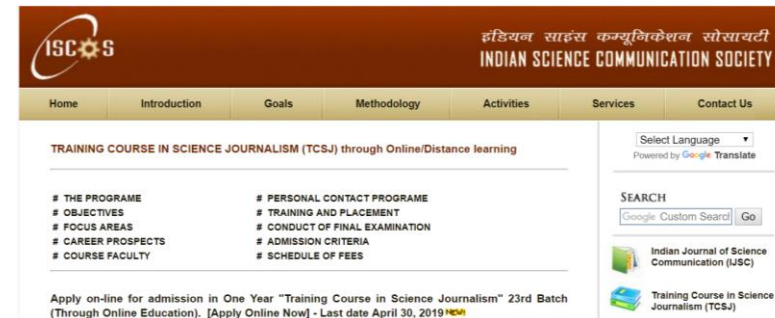 ISCOS
इंडियन साइंस कम्यूनिकेशन सोसायटी
INDIAN SCIENCE COMMUNICATION SOCIETY
Home Introduction Goals Methodology Activities Services Contact Us
TRAINING COURSE IN SCIENCE JOURNALISM (TCSJ) through Online/Distance learning
# THE PROGRAME
# OBJECTIVES
# FOCUS AREAS
# CAREER PROSPECTS
# COURSE FACULTY
# PERSONAL CONTACT PROGRAME
# TRAINING AND PLACEMENT
# CONDUCT OF FINAL EXAMINATION
# ADMISSION CRITERIA
# SCHEDULE OF FEES
Apply on-line for admission in One Year "Training Course in Science Journalism" 23rd Batch
(Through Online Education). [Apply Online Now] - Last date April 30, 2019 NEW!
Select Language
Powered by Google Translate
SEARCH
Google Custom Search Go
Indian Journal of Science
Communication (IJSC)
Training Course in Science
Journalism (TCSJ)